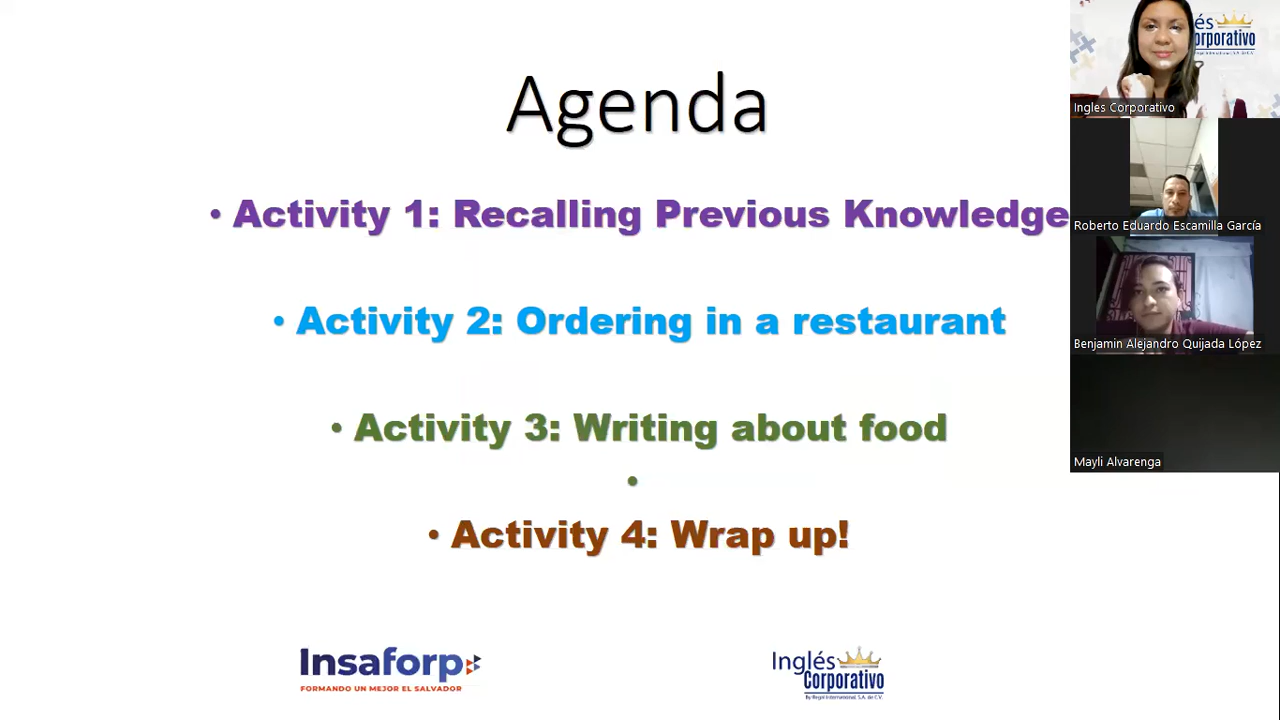 Agenda
• Activity 1: Recalling Previous Knowledge
• Activity 2: Ordering in a restaurant
• Activity 3: Writing about food
•
• Activity 4: Wrap up!
Insaforp
FORMANDO UN MEJOR EL SALVADOR
Inglés
Corporativo
By Regal International, S.A. de C.V.
és
orporativo
Ingles Corporativo
Roberto Eduardo Escamilla García
Benjamin Alejandro Quijada López
Mayli Alvarenga